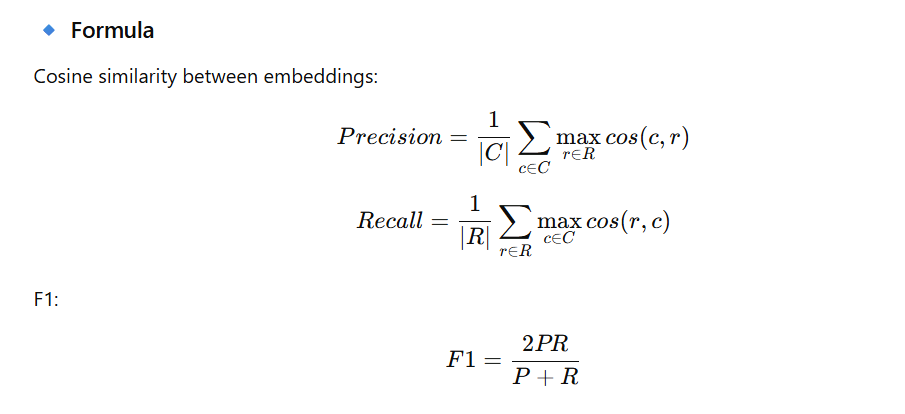 Formula
Cosine similarity between embeddings:
Precision = \frac{1}{|C|} \sum_{c \in C} \max_{r \in R} cos(c, r)
Recall = \frac{1}{|R|} \sum_{r \in R} \max_{c \in C} cos(r, c)
F1:
F1 = \frac{2PR}{P + R}